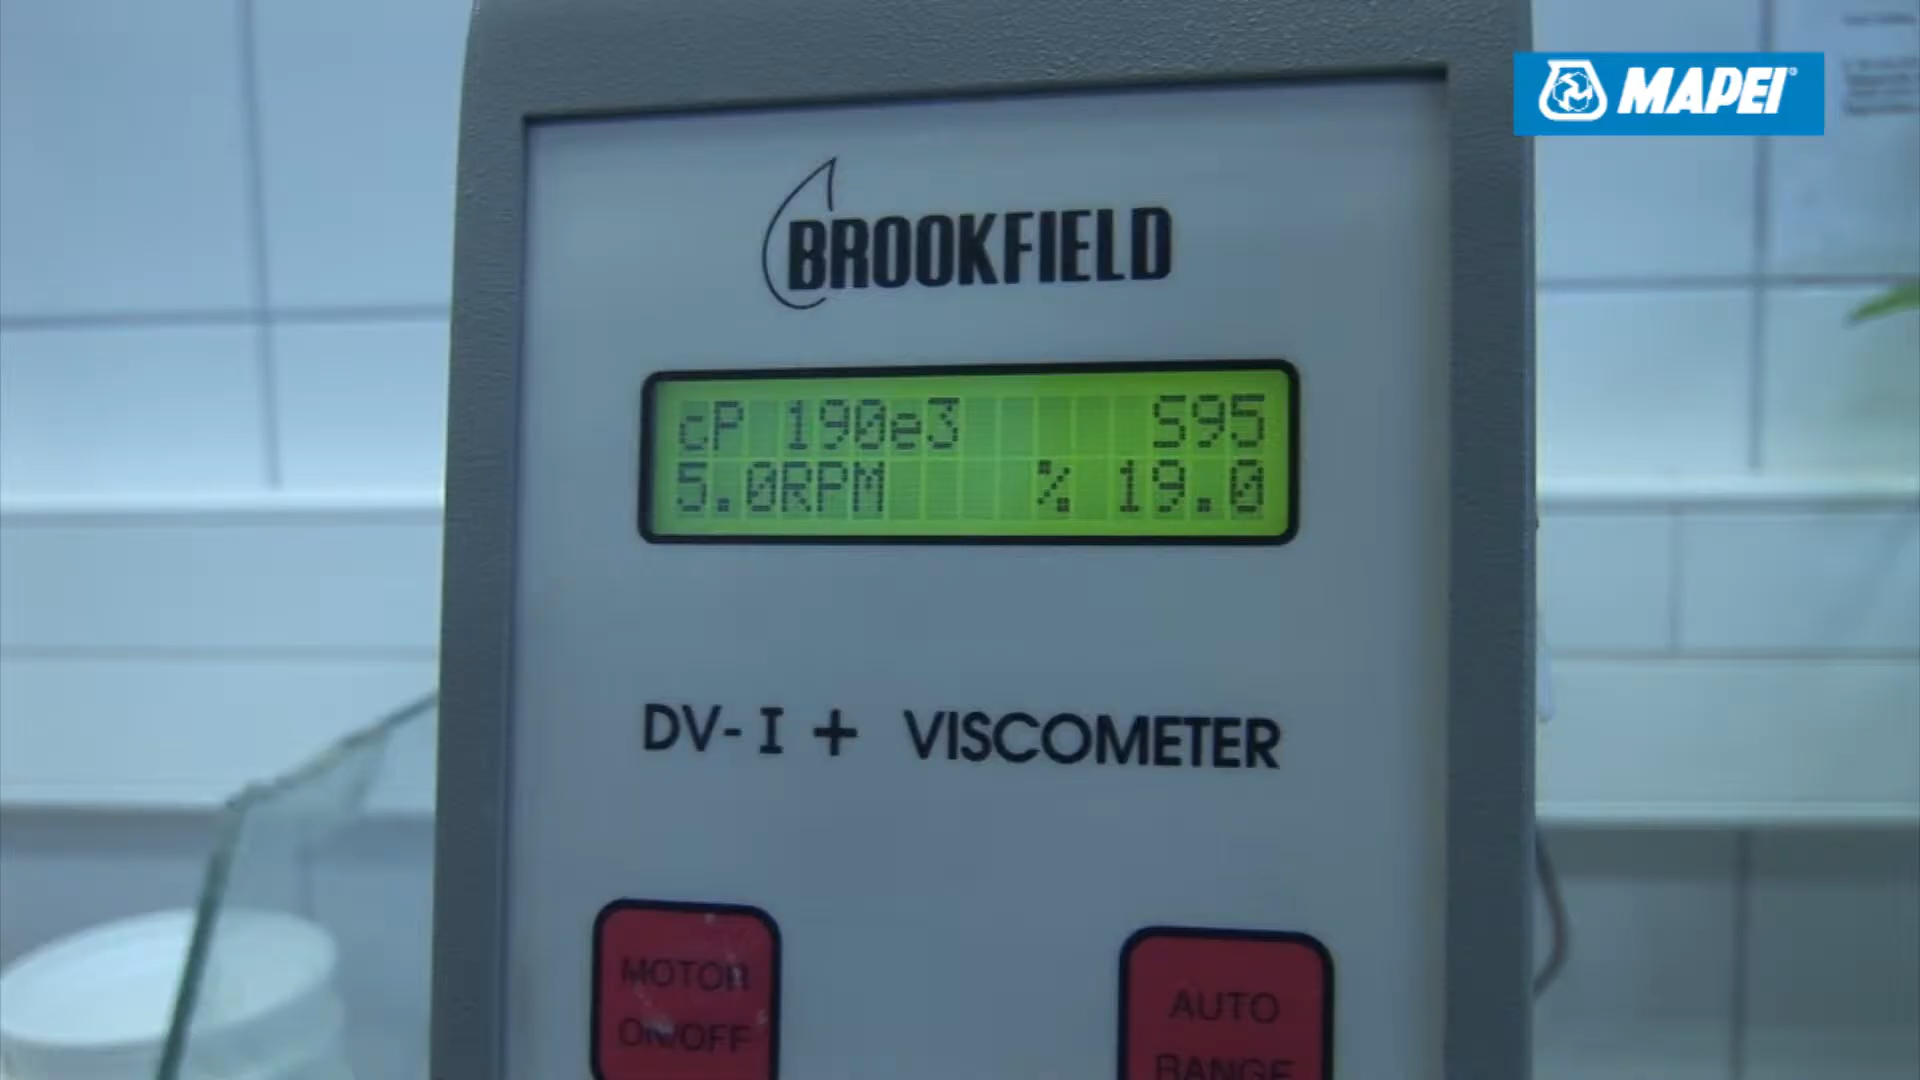 MAPEI®
BROOKFIELD
cP 190e3 S95
5.0RPM % 19.0
DV-I + VISCOMETER
MOTOR
ON/OFF
AUTO
RANGE